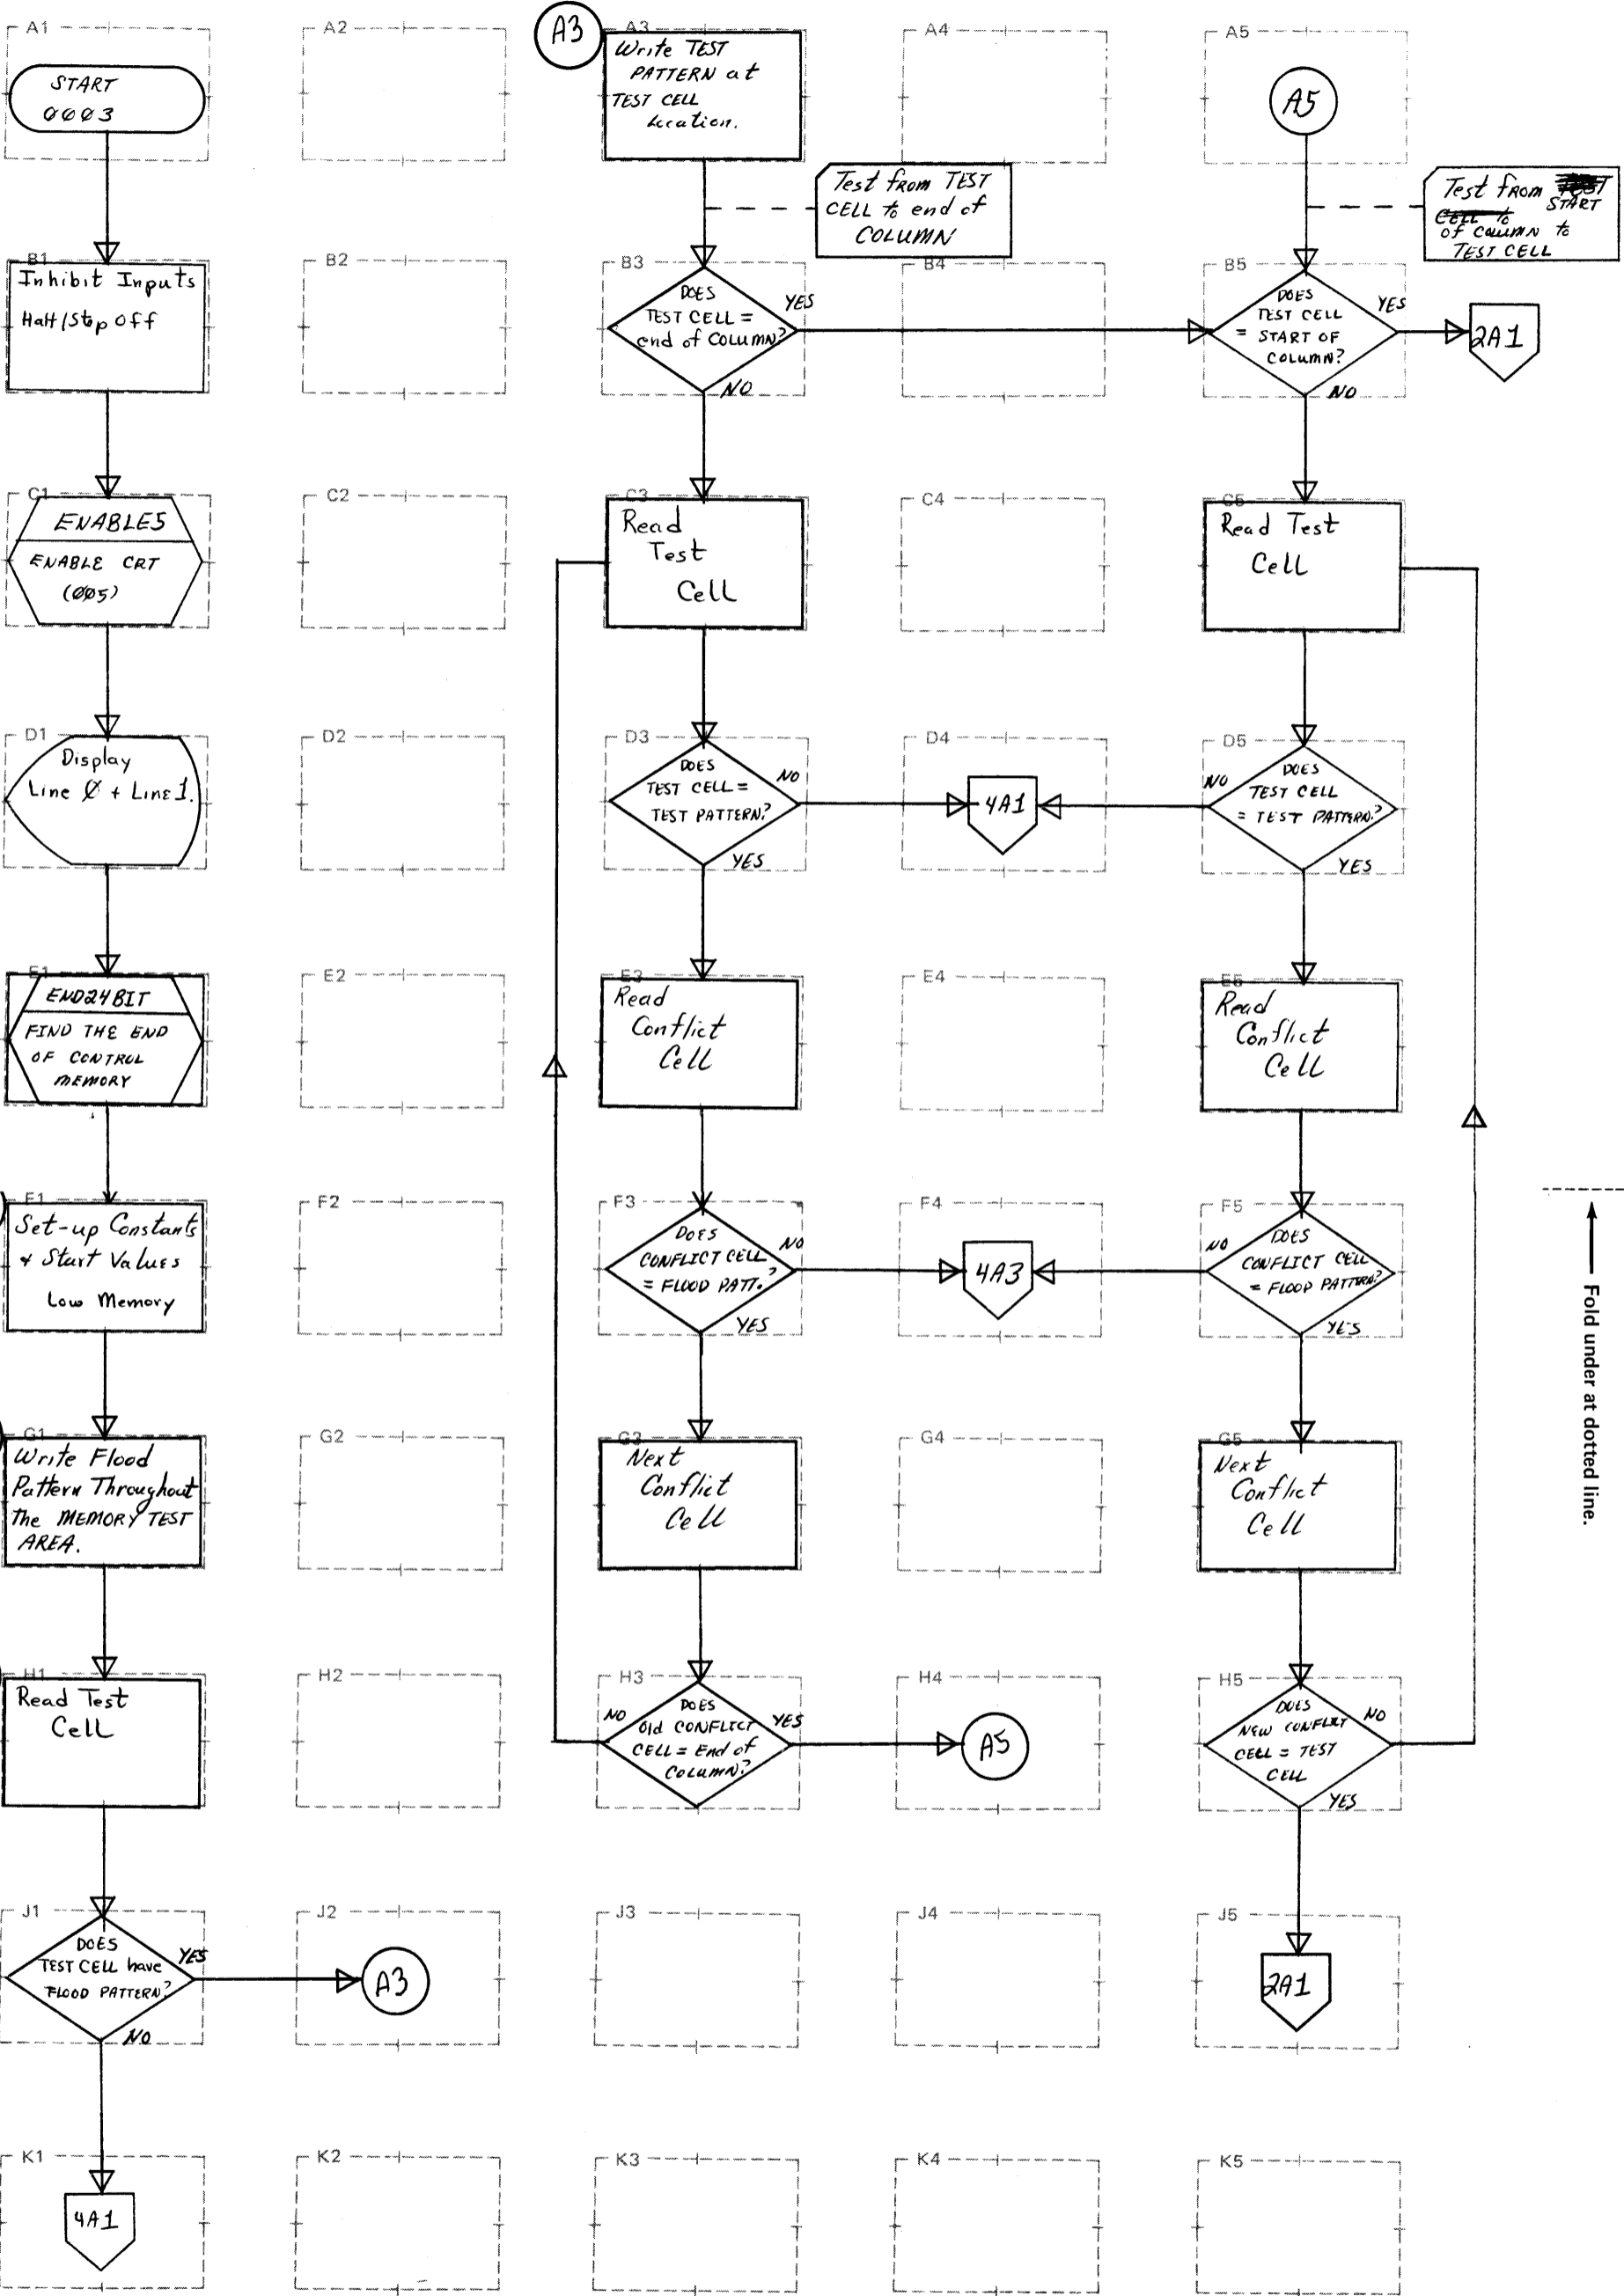 A1
START
0003
B1
Inhibit Inputs
Halt/Step Off
C1
ENABLE5
ENABLE CRT
(005)
D1
Display
Line 0 + Line 1.
E1
END24BIT
FIND THE END
OF CONTROL
MEMORY
F1
Set-up Constants
+ Start Values
Low Memory
G1
Write Flood
Pattern Throughout
The MEMORY TEST
AREA.
H1
Read Test
Cell
J1
DOES
TEST CELL have
FLOOD PATTERN?
YES
NO
K1
4A1
A2
B2
C2
D2
E2
F2
G2
H2
J2
A3
K2
A3
A3
Write TEST
PATTERN at
TEST CELL
Location.
Test from TEST
CELL to end of
COLUMN
B3
DOES
TEST CELL =
end of COLUMN?
YES
NO
C3
Read
Test
Cell
D3
DOES
TEST CELL =
TEST PATTERN?
NO
YES
E3
Read
Conflict
Cell
F3
DOES
CONFLICT CELL
= FLOOD PATT.?
NO
YES
G3
Next
Conflict
Cell
H3
NO
DOES
Old CONFLICT
CELL = End of
COLUMN?
YES
J3
K3
A4
B4
C4
D4
4A1
E4
F4
4A3
G4
H4
A5
J4
K4
A5
A5
Test from START
of COLUMN to
TEST CELL
B5
DOES
TEST CELL
= START OF
COLUMN?
YES
2A1
NO
C5
Read Test
Cell
D5
NO
DOES
TEST CELL
= TEST PATTERN?
YES
E5
Read
Conflict
Cell
F5
NO
DOES
CONFLICT CELL
= FLOOD PATTERN?
YES
G5
Next
Conflict
Cell
H5
DOES
NEW CONFLICT
CELL = TEST
CELL
NO
YES
J5
2A1
K5
Fold under at dotted line.